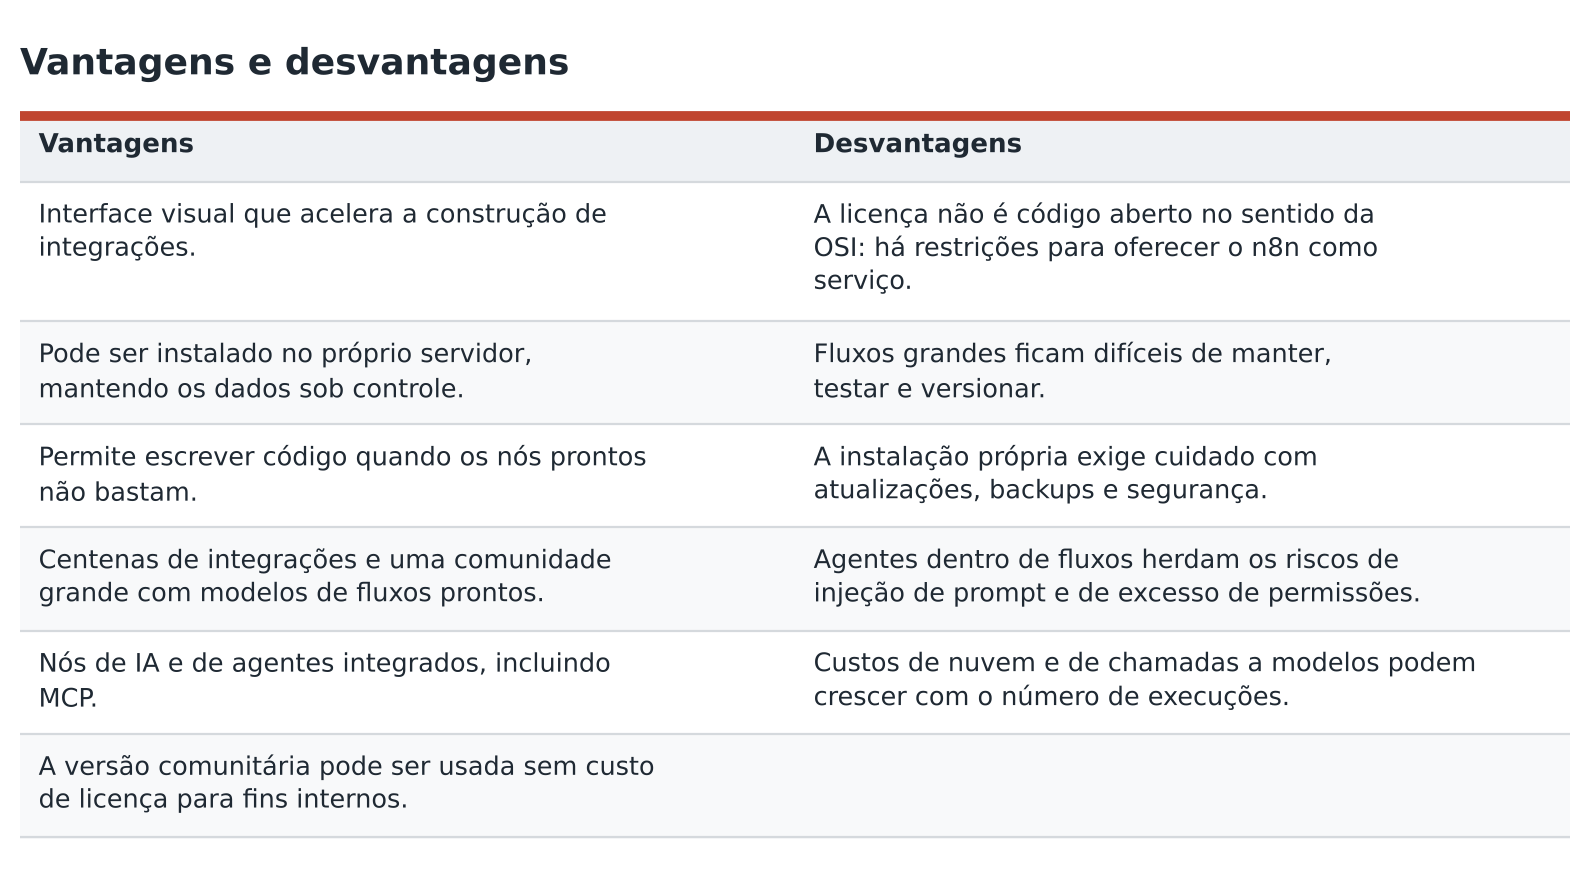 Vantagens e desvantagens
Vantagens
Desvantagens
Interface visual que acelera a construção de
integrações.
A licença não é código aberto no sentido da
OSI: há restrições para oferecer o n8n como
serviço.
Pode ser instalado no próprio servidor,
mantendo os dados sob controle.
Fluxos grandes ficam difíceis de manter,
testar e versionar.
Permite escrever código quando os nós prontos
não bastam.
A instalação própria exige cuidado com
atualizações, backups e segurança.
Centenas de integrações e uma comunidade
grande com modelos de fluxos prontos.
Agentes dentro de fluxos herdam os riscos de
injeção de prompt e de excesso de permissões.
Nós de IA e de agentes integrados, incluindo
MCP.
Custos de nuvem e de chamadas a modelos podem
crescer com o número de execuções.
A versão comunitária pode ser usada sem custo
de licença para fins internos.